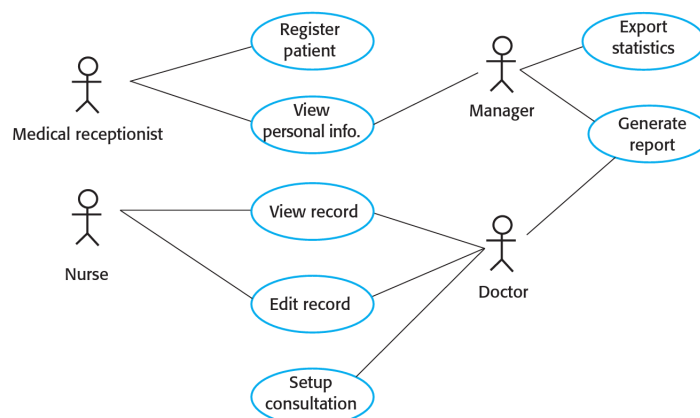 Register
patient
Export
statistics
Medical receptionist
View
personal info.
Manager
Generate
report
View record
Nurse
Edit record
Doctor
Setup
consultation